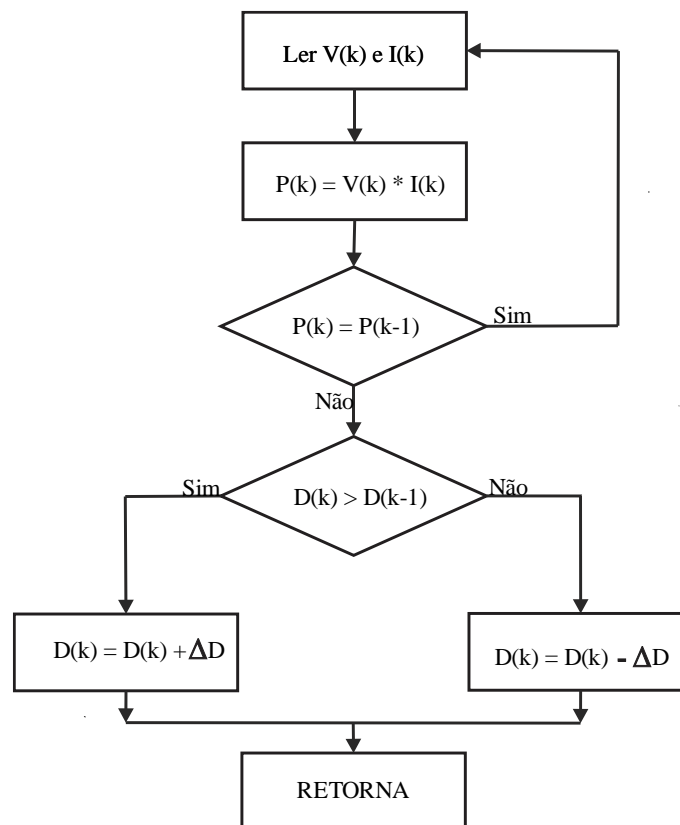 Ler V(k) e I(k)
P(k) = V(k) * I(k)
P(k) = P(k-1)
Sim
Não
D(k) > D(k-1)
Sim
Não
D(k) = D(k) + ΔD
D(k) = D(k) - ΔD
RETORNA